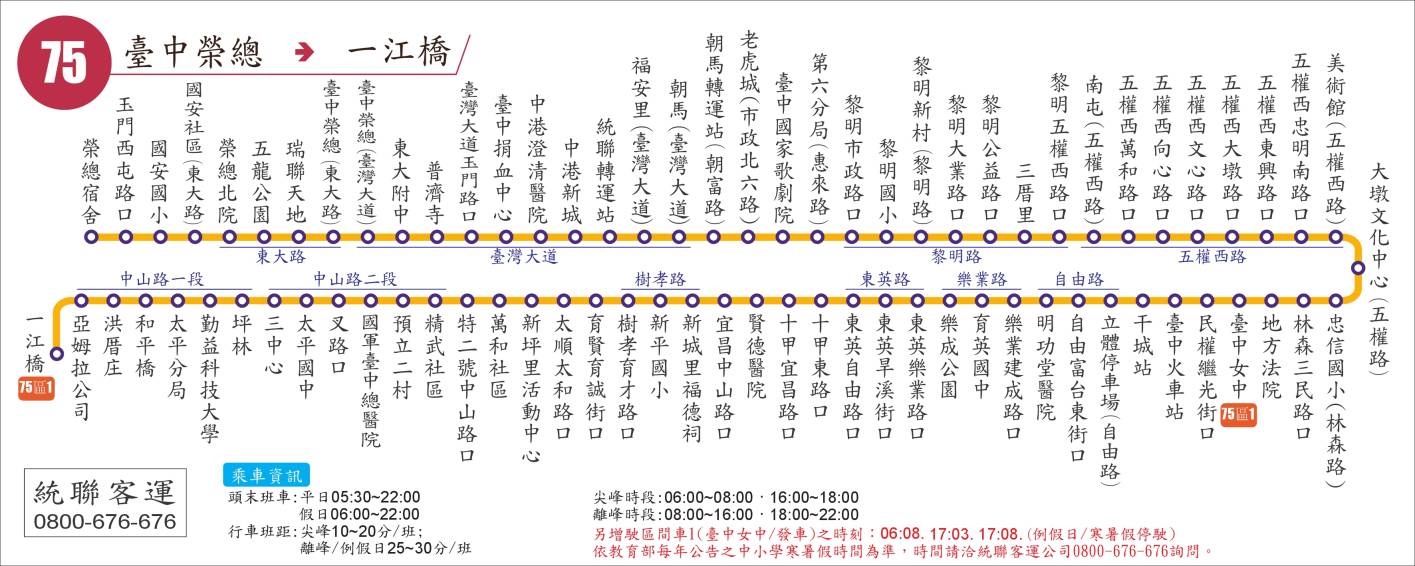 75
臺中榮總 → 一江橋
榮總宿舍
玉門西屯路口
國安國小
國安社區(東大路)
榮總北院
五龍公園
瑞聯天地
臺中榮總(東大路)
臺中榮總(臺灣大道)
東大附中
普濟寺
臺灣大道玉門路口
臺中捐血中心
中港澄清醫院
中港新城
統聯轉運站
福安里(臺灣大道)
朝馬(臺灣大道)
朝馬轉運站(朝富路)
老虎城(市政北六路)
臺中國家歌劇院
第六分局(惠來路)
黎明市政路口
黎明國小
黎明新村(黎明路)
黎明大業路口
黎明公益路口
三厝里
黎明五權西路口
南屯(五權西路)
五權西萬和路口
五權西向心路口
五權西文心路口
五權西大墩路口
五權西東興路口
五權西忠明南路口
美術館(五權西路)
大墩文化中心(五權路)
東大路
臺灣大道
黎明路
五權西路
中山路一段
中山路二段
樹孝路
東英路
樂業路
自由路
一江橋
75區1
亞姆拉公司
洪厝庄
和平橋
太平分局
勤益科技大學
坪林
三中心
太平國中
叉路口
國軍臺中總醫院
預立二村
精武社區
特二號中山路口
萬和社區
新坪里活動中心
太順太和路口
育賢育誠街口
樹孝育才路口
新平國小
新城里福德祠
宜昌中山路口
賢德醫院
十甲宜昌路口
十甲東路口
東英自由路口
東英旱溪街口
東英樂業路口
樂成公園
育英國中
樂業建成路口
明功堂醫院
自由富台東街口
立體停車場(自由路)
干城站
臺中火車站
民權繼光街口
臺中女中
75區1
地方法院
林森三民路口
忠信國小(林森路)
統聯客運
0800-676-676
乘車資訊
頭末班車:平日05:30~22:00
假日06:00~22:00
行車班距:尖峰10~20分/班;
離峰/例假日25~30分/班
尖峰時段:06:00~08:00‧16:00~18:00
離峰時段:08:00~16:00‧18:00~22:00
另增駛區間車1(臺中女中/發車)之時刻：06:08. 17:03. 17:08.(例假日/寒暑假停駛)
依教育部每年公告之中小學寒暑假時間為準，時間請洽統聯客運公司0800-676-676詢問。